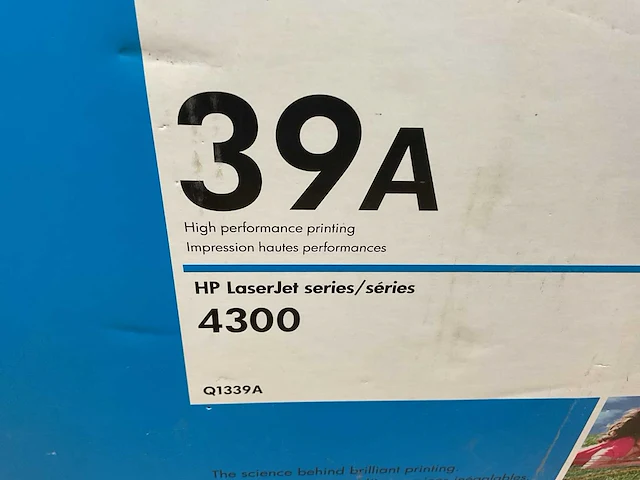 39A
High performance printing
Impression hautes performances
HP LaserJet series/séries
4300
Q1339A
The science behind brilliant printing.